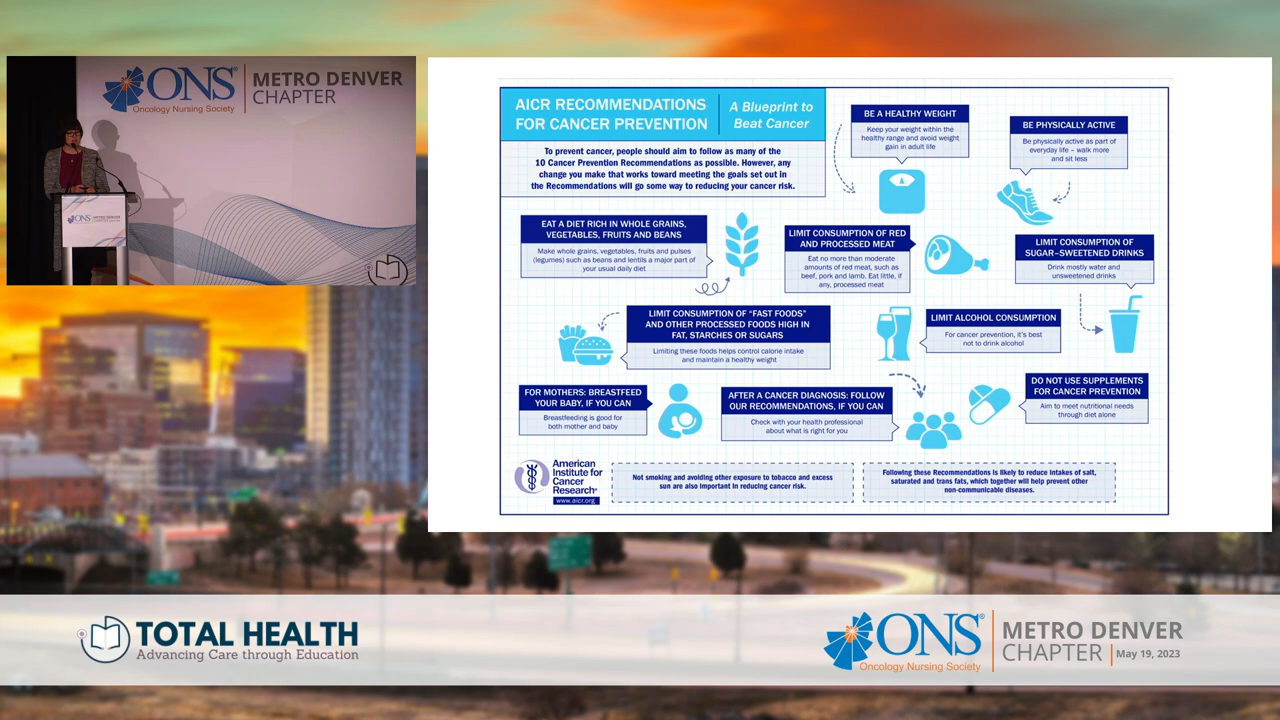 ONS®
Oncology Nursing Society
METRO DENVER
CHAPTER
ONS
AICR RECOMMENDATIONS
FOR CANCER PREVENTION
A Blueprint to
Beat Cancer
To prevent cancer, people should aim to follow as many of the
10 Cancer Prevention Recommendations as possible. However, any
change you make that works toward meeting the goals set out in
the Recommendations will go some way to reducing your cancer risk.
BE A HEALTHY WEIGHT
Keep your weight within the
healthy range and avoid weight
gain in adult life
BE PHYSICALLY ACTIVE
Be physically active as part of
everyday life – walk more
and sit less
EAT A DIET RICH IN WHOLE GRAINS,
VEGETABLES, FRUITS AND BEANS
Make whole grains, vegetables, fruits and pulses
(legumes) such as beans and lentils a major part of
your usual daily diet
LIMIT CONSUMPTION OF RED
AND PROCESSED MEAT
Eat no more than moderate
amounts of red meat, such as
beef, pork and lamb. Eat little, if
any, processed meat
LIMIT CONSUMPTION OF
SUGAR–SWEETENED DRINKS
Drink mostly water and
unsweetened drinks
LIMIT CONSUMPTION OF “FAST FOODS”
AND OTHER PROCESSED FOODS HIGH IN
FAT, STARCHES OR SUGARS
Limiting these foods helps control calorie intake
and maintain a healthy weight
LIMIT ALCOHOL CONSUMPTION
For cancer prevention, it's best
not to drink alcohol
FOR MOTHERS: BREASTFEED
YOUR BABY, IF YOU CAN
Breastfeeding is good for
both mother and baby
AFTER A CANCER DIAGNOSIS: FOLLOW
OUR RECOMMENDATIONS, IF YOU CAN
Check with your health professional
about what is right for you
DO NOT USE SUPPLEMENTS
FOR CANCER PREVENTION
Aim to meet nutritional needs
through diet alone
American
Institute for
Cancer
Research®
www.aicr.org
Not smoking and avoiding other exposure to tobacco and excess
sun are also important in reducing cancer risk.
Following these Recommendations is likely to reduce intakes of salt,
saturated and trans fats, which together will help prevent other
non-communicable diseases.
TOTAL HEALTH
Advancing Care through Education
ONS®
Oncology Nursing Society
METRO DENVER
CHAPTER
May 19, 2023